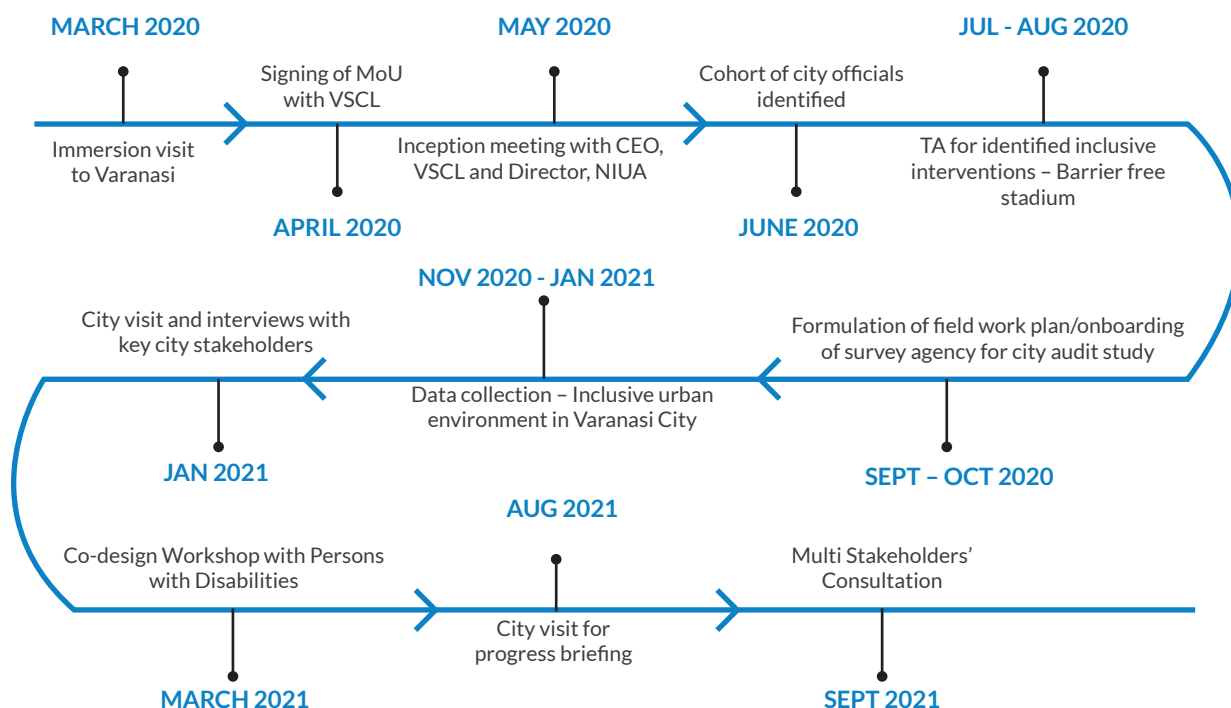 MARCH 2020
Immersion visit
to Varanasi
Signing of MoU
with VSCL
APRIL 2020
MAY 2020
Inception meeting with CEO,
VSCL and Director, NIUA
Cohort of city officials
identified
JUNE 2020
JUL - AUG 2020
TA for identified inclusive
interventions – Barrier free
stadium
Formulation of field work plan/onboarding
of survey agency for city audit study
SEPT – OCT 2020
NOV 2020 - JAN 2021
Data collection – Inclusive urban
environment in Varanasi City
City visit and interviews with
key city stakeholders
JAN 2021
Co-design Workshop with Persons
with Disabilities
MARCH 2021
AUG 2021
City visit for
progress briefing
Multi Stakeholders’
Consultation
SEPT 2021